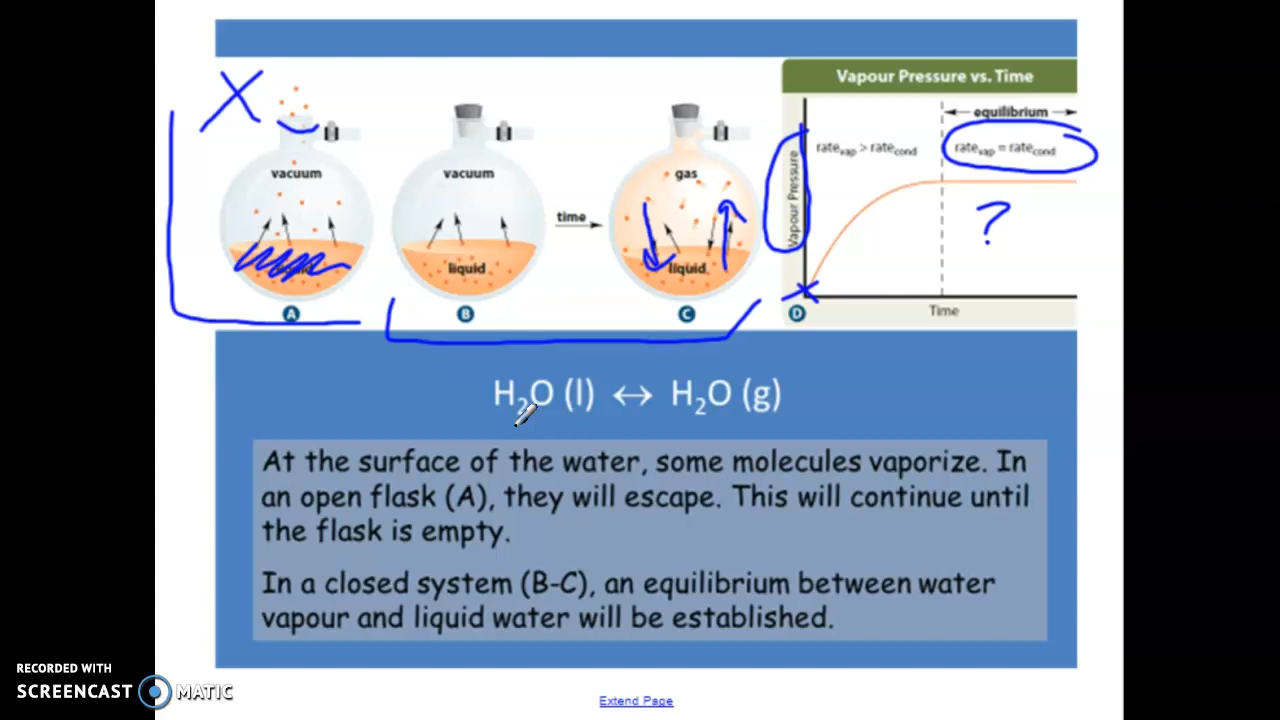 X
vacuum
liquid
A
vacuum
liquid
B
time
gas
liquid
C
Vapour Pressure vs. Time
equilibrium
rate_vap > rate_cond
rate_vap = rate_cond
?
Vapour Pressure
Time
D
H₂O (l) ↔ H₂O (g)
At the surface of the water, some molecules vaporize. In
an open flask (A), they will escape. This will continue until
the flask is empty.
In a closed system (B-C), an equilibrium between water
vapour and liquid water will be established.
RECORDED WITH
SCREENCAST MATIC
Extend Page